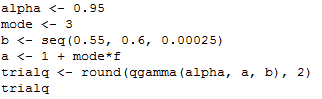 alpha <- 0.95
mode <- 3
b <- seq(0.55, 0.6, 0.00025)
a <- 1 + mode*f
trialq <- round(qgamma(alpha, a, b), 2)
trialq